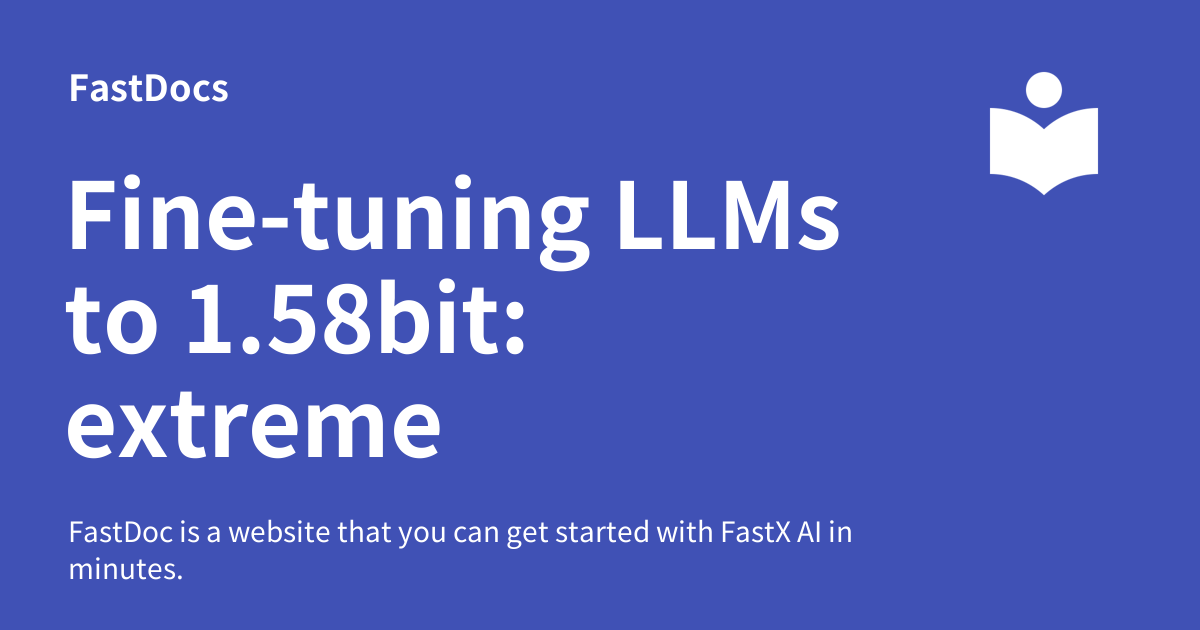 FastDocs
Fine-tuning LLMs
to 1.58bit:
extreme
FastDoc is a website that you can get started with FastX AI in
minutes.